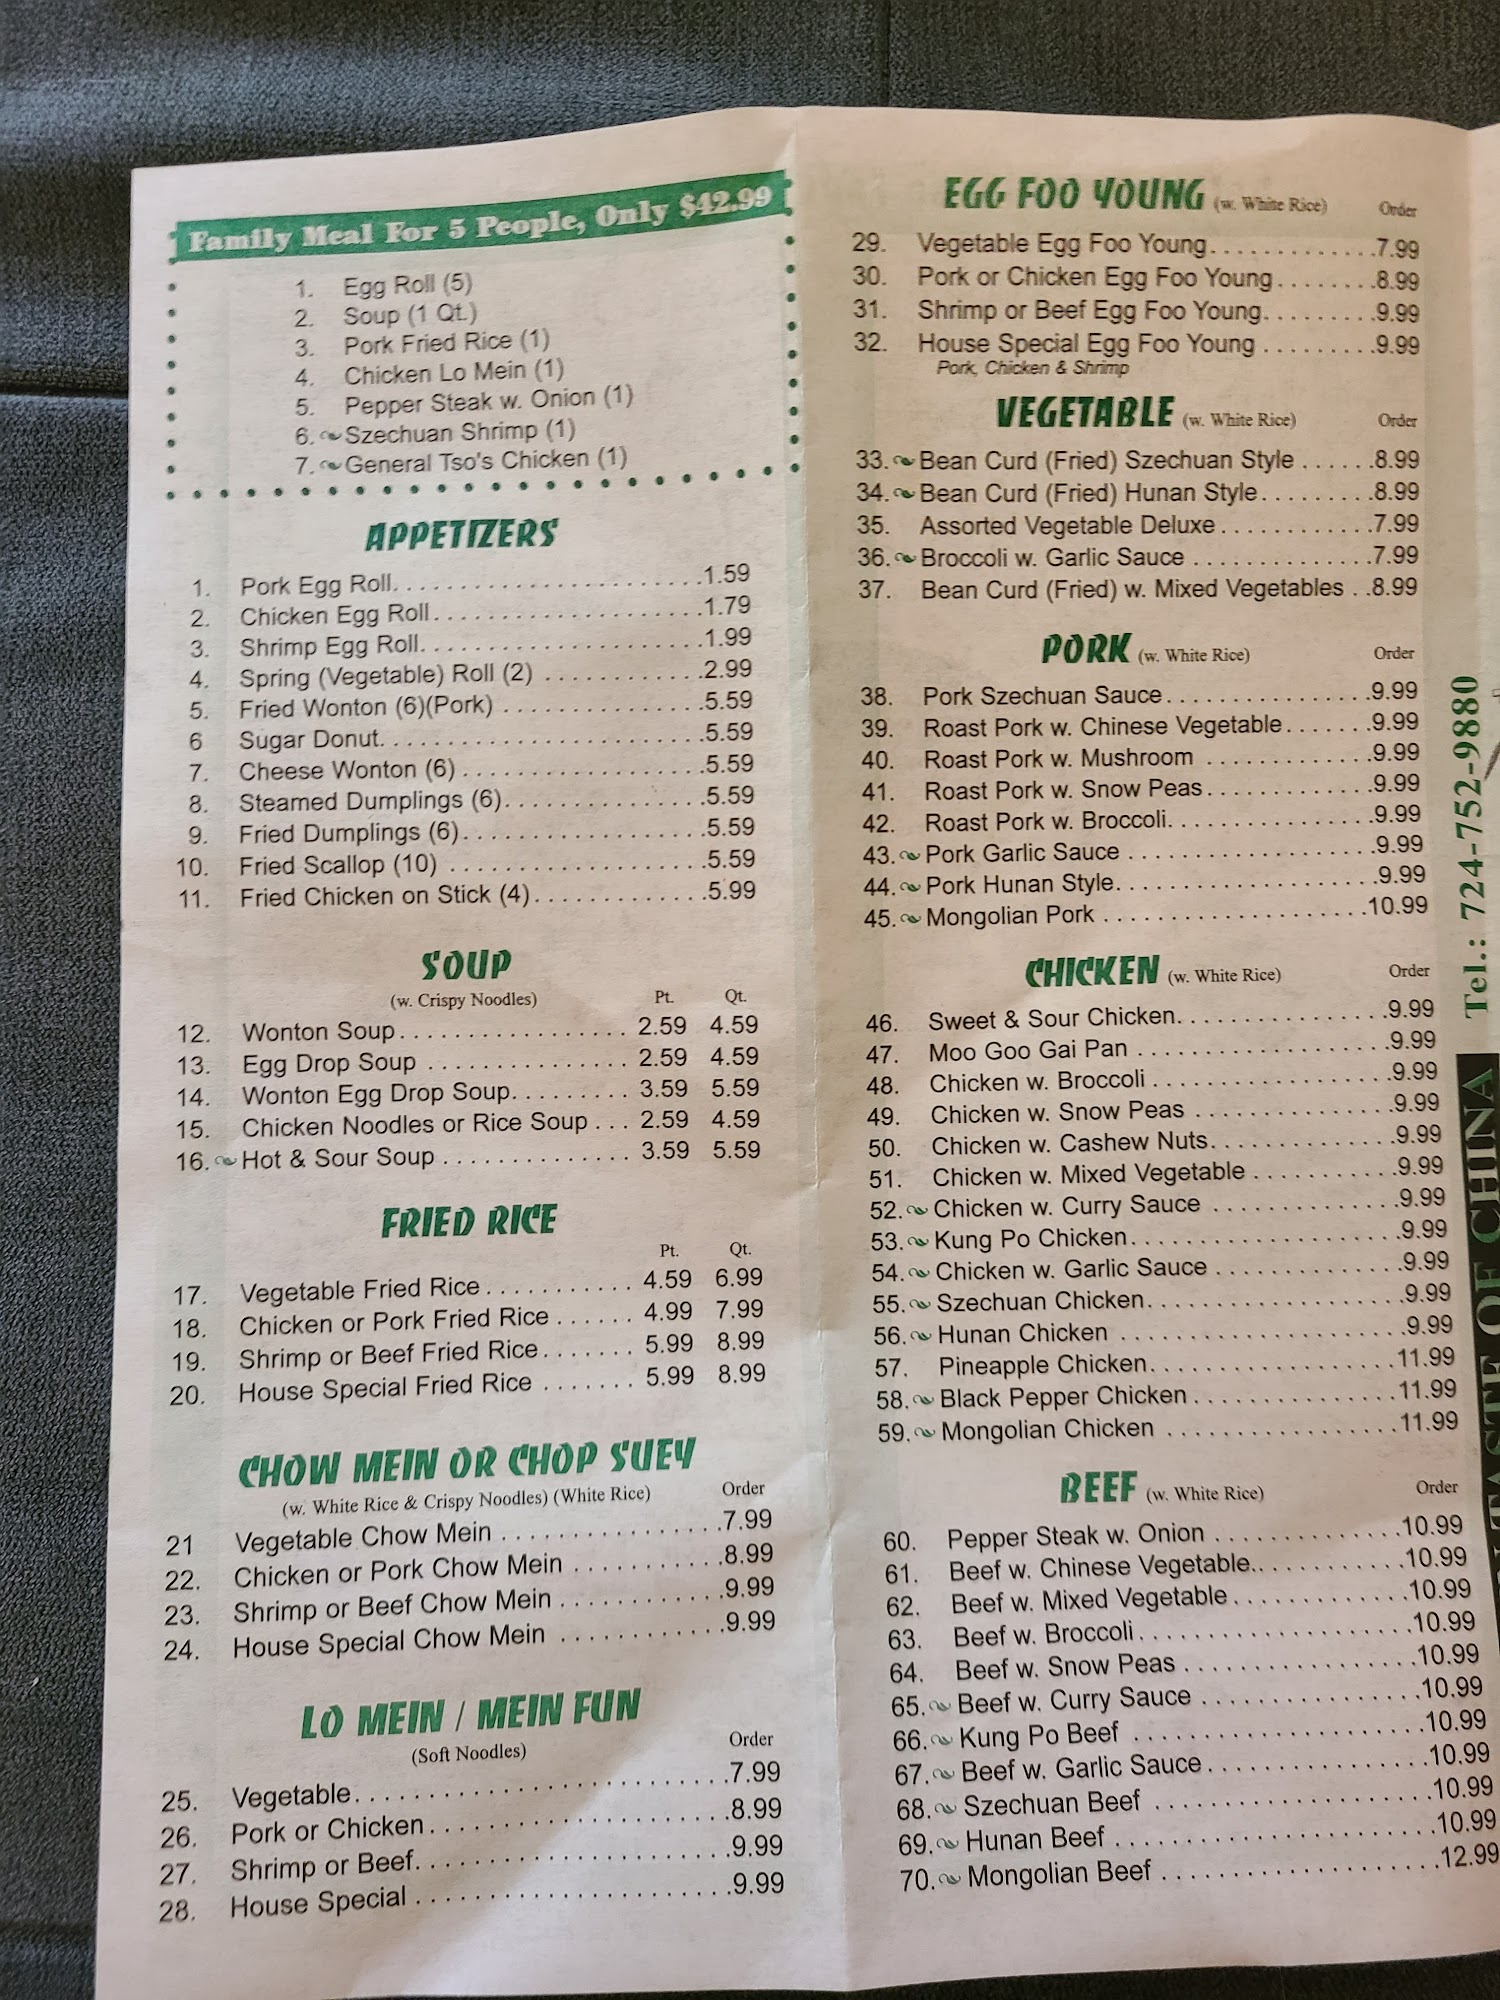 Family Meal For 5 People, Only $42.99
1. Egg Roll (5)
2. Soup (1 Qt.)
3. Pork Fried Rice (1)
4. Chicken Lo Mein (1)
5. Pepper Steak w. Onion (1)
6. Szechuan Shrimp (1)
7. General Tso's Chicken (1)
APPETIZERS
1. Pork Egg Roll 1.59
2. Chicken Egg Roll 1.79
3. Shrimp Egg Roll 1.99
4. Spring (Vegetable) Roll (2) 2.99
5. Fried Wonton (6)(Pork) 5.59
6 Sugar Donut 5.59
7. Cheese Wonton (6) 5.59
8. Steamed Dumplings (6) 5.59
9. Fried Dumplings (6) 5.59
10. Fried Scallop (10) 5.59
11. Fried Chicken on Stick (4) 5.99
SOUP
(w. Crispy Noodles) Pt. Qt.
12. Wonton Soup 2.59 4.59
13. Egg Drop Soup 2.59 4.59
14. Wonton Egg Drop Soup 3.59 5.59
15. Chicken Noodles or Rice Soup 2.59 4.59
16. Hot & Sour Soup 3.59 5.59
FRIED RICE
Pt. Qt.
17. Vegetable Fried Rice 4.59 6.99
18. Chicken or Pork Fried Rice 4.99 7.99
19. Shrimp or Beef Fried Rice 5.99 8.99
20. House Special Fried Rice 5.99 8.99
CHOW MEIN OR CHOP SUEY
(w. White Rice & Crispy Noodles) (White Rice) Order
21 Vegetable Chow Mein 7.99
22. Chicken or Pork Chow Mein 8.99
23. Shrimp or Beef Chow Mein 9.99
24. House Special Chow Mein 9.99
LO MEIN / MEIN FUN
(Soft Noodles) Order
25. Vegetable 7.99
26. Pork or Chicken 8.99
27. Shrimp or Beef 9.99
28. House Special 9.99
EGG FOO YOUNG (w. White Rice) Order
29. Vegetable Egg Foo Young 7.99
30. Pork or Chicken Egg Foo Young 8.99
31. Shrimp or Beef Egg Foo Young 9.99
32. House Special Egg Foo Young 9.99
Pork, Chicken & Shrimp
VEGETABLE (w. White Rice) Order
33. Bean Curd (Fried) Szechuan Style 8.99
34. Bean Curd (Fried) Hunan Style 8.99
35. Assorted Vegetable Deluxe 7.99
36. Broccoli w. Garlic Sauce 7.99
37. Bean Curd (Fried) w. Mixed Vegetables 8.99
PORK (w. White Rice) Order
38. Pork Szechuan Sauce 9.99
39. Roast Pork w. Chinese Vegetable 9.99
40. Roast Pork w. Mushroom 9.99
41. Roast Pork w. Snow Peas 9.99
42. Roast Pork w. Broccoli 9.99
43. Pork Garlic Sauce 9.99
44. Pork Hunan Style 9.99
45. Mongolian Pork 10.99
CHICKEN (w. White Rice) Order
46. Sweet & Sour Chicken 9.99
47. Moo Goo Gai Pan 9.99
48. Chicken w. Broccoli 9.99
49. Chicken w. Snow Peas 9.99
50. Chicken w. Cashew Nuts 9.99
51. Chicken w. Mixed Vegetable 9.99
52. Chicken w. Curry Sauce 9.99
53. Kung Po Chicken 9.99
54. Chicken w. Garlic Sauce 9.99
55. Szechuan Chicken 9.99
56. Hunan Chicken 9.99
57. Pineapple Chicken 11.99
58. Black Pepper Chicken 11.99
59. Mongolian Chicken 11.99
BEEF (w. White Rice) Order
60. Pepper Steak w. Onion 10.99
61. Beef w. Chinese Vegetable 10.99
62. Beef w. Mixed Vegetable 10.99
63. Beef w. Broccoli 10.99
64. Beef w. Snow Peas 10.99
65. Beef w. Curry Sauce 10.99
66. Kung Po Beef 10.99
67. Beef w. Garlic Sauce 10.99
68. Szechuan Beef 10.99
69. Hunan Beef 10.99
70. Mongolian Beef 12.99
TASTE OF CHINA Tel.: 724-752-9880